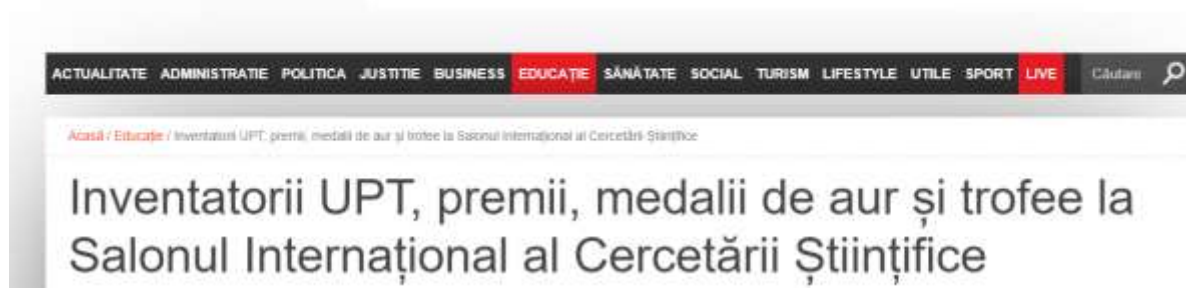 ACTUALITATE ADMINISTRATIE POLITICA JUSTITIE BUSINESS EDUCAȚIE SĂNĂTATE SOCIAL TURISM LIFESTYLE UTILE SPORT LIVE Căutare
Acasă / Educație / Inventatorii UPT, premii, medalii de aur și trofee la Salonul Internațional al Cercetării Științifice
Inventatorii UPT, premii, medalii de aur și trofee la
Salonul Internațional al Cercetării Științifice